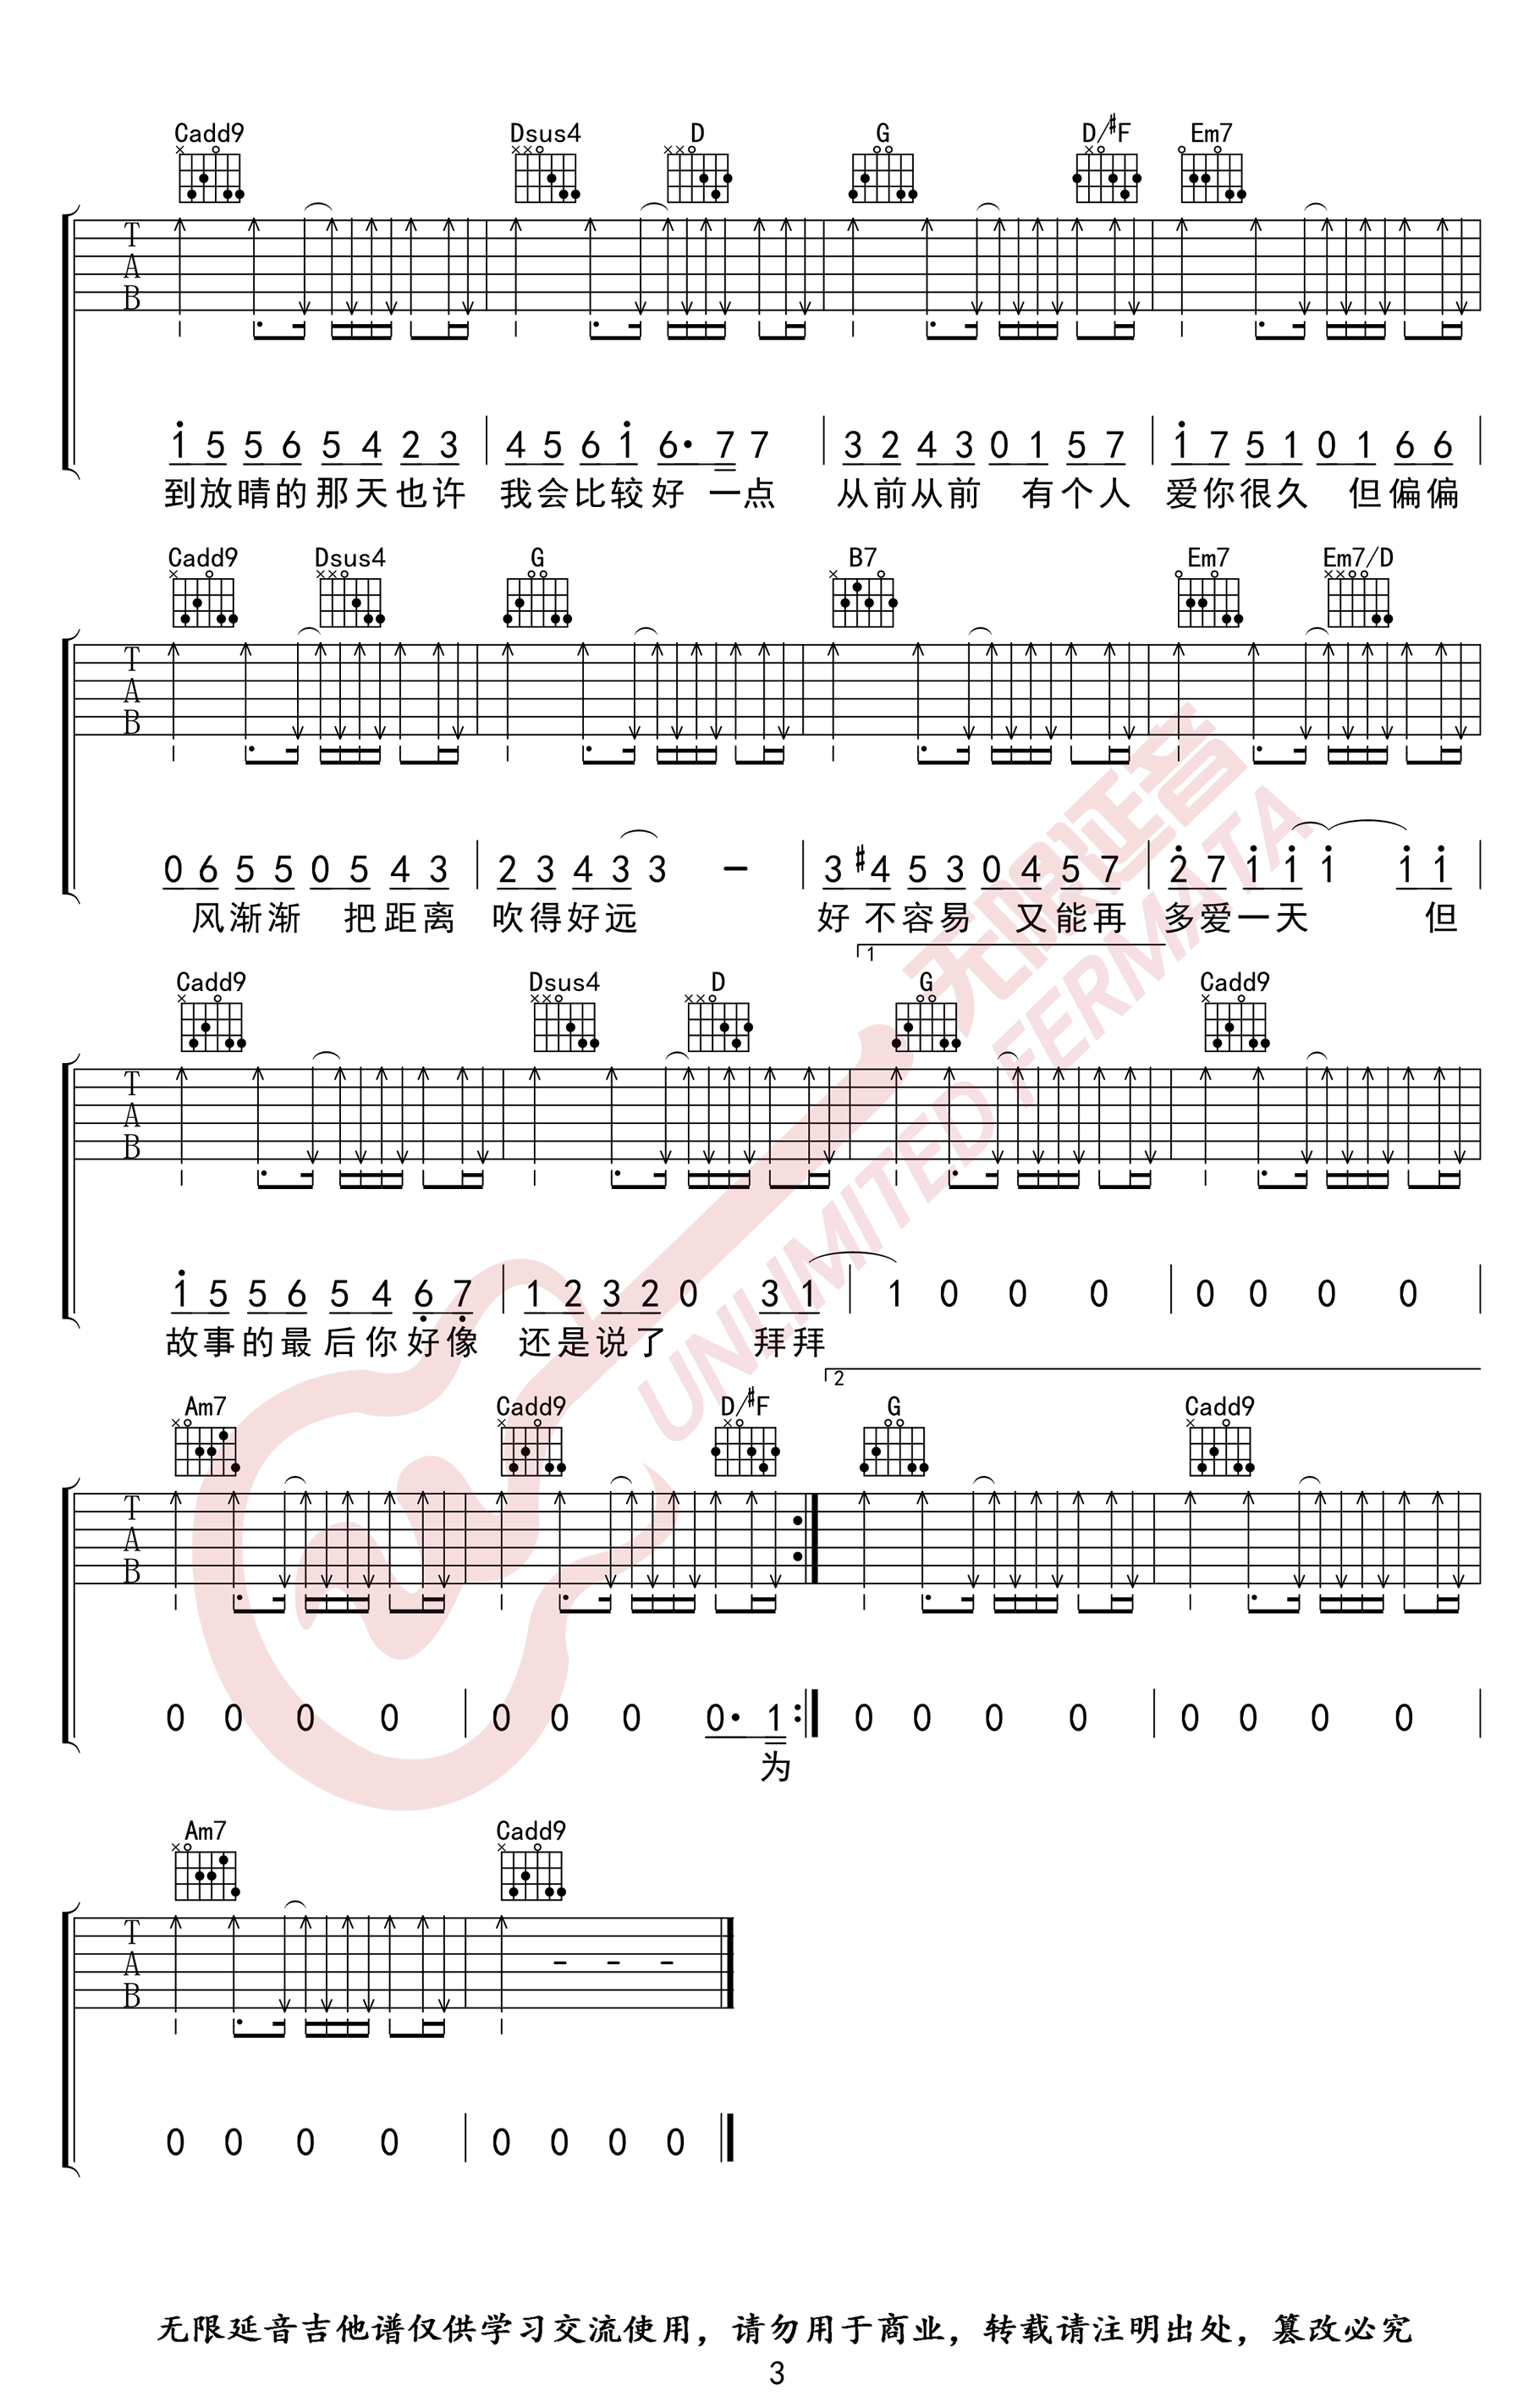 Cadd9 Dsus4 D G D/#F Em7
T
A
B
1 5 5 6 5 4 2 3 4 5 6 1 6· 7 7 3 2 4 3 0 1 5 7 1 7 5 1 0 1 6 6
到放晴的那天也许 我会比较好 一点 从前从前 有个人 爱你很久 但偏偏
Cadd9 Dsus4 G B7 Em7 Em7/D
T
A
B
0 6 5 5 0 5 4 3 2 3 4 3 3 - 3 #4 5 3 0 4 5 7 2 7 1 1 1 1 1
风渐渐 把距离 吹得好远 好不容易 又能再 多爱一天 但
1
Cadd9 Dsus4 D G Cadd9
T
A
B
1 5 5 6 5 4 6 7 1 2 3 2 0 3 1 1 0 0 0 0 0 0 0
故事的最后你好像 还是说了 拜拜
2
Am7 Cadd9 D/#F G Cadd9
T
A
B
0 0 0 0 0 0 0 0· 1 0 0 0 0 0 0 0 0
为
Am7 Cadd9
T
A
B
- - -
0 0 0 0 0 0 0 0
无限延音
UNLIMITED FERMATA
无限延音吉他谱仅供学习交流使用，请勿用于商业，转载请注明出处，篡改必究
3